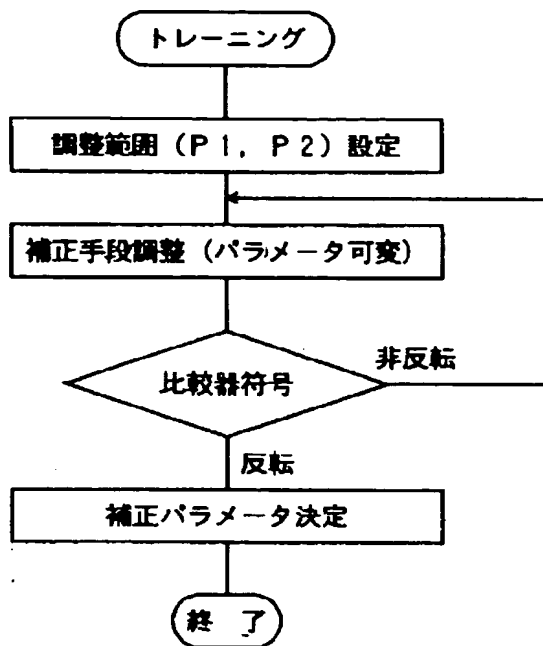 トレーニング
調整範囲(P1, P2)設定
補正手段調整(パラメータ可変)
比較器符号
非反転
反転
補正パラメータ決定
終 了